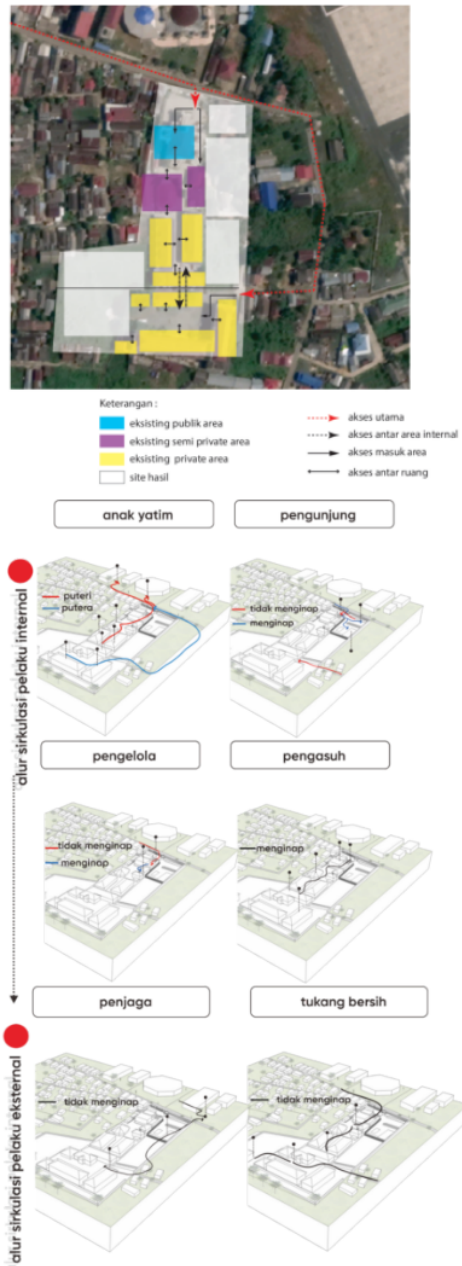 Keterangan :
eksisting publik area
eksisting semi private area
eksisting private area
site hasil
akses utama
akses antar area internal
akses masuk area
akses antar ruang
anak yatim
pengunjung
alur sirkulasi pelaku internal
puteri
putera
tidak menginap
menginap
pengelola
pengasuh
tidak menginap
menginap
menginap
penjaga
tukang bersih
alur sirkulasi pelaku eksternal
tidak menginap
tidak menginap